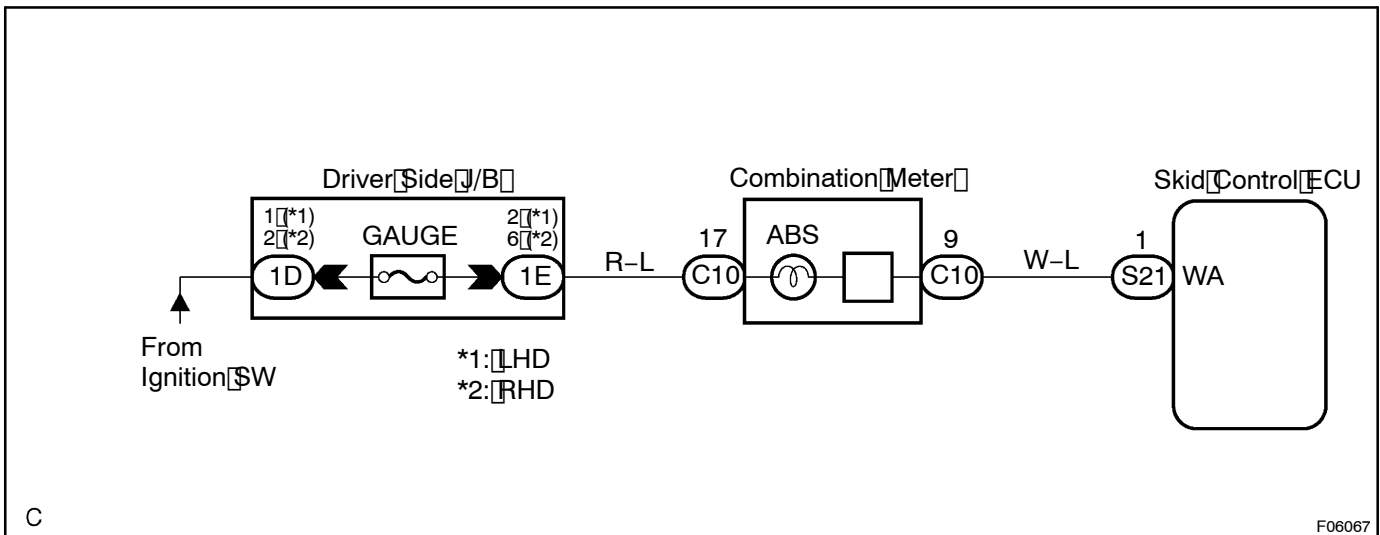 Driver Side J/B
Combination Meter
Skid Control ECU
1 (*1)
2 (*2)
GAUGE
2 (*1)
6 (*2)
17
ABS
9
1
1D
1E
R-L
C10
C10
W-L
S21
WA
From
Ignition SW
*1: LHD
*2: RHD
C
F06067